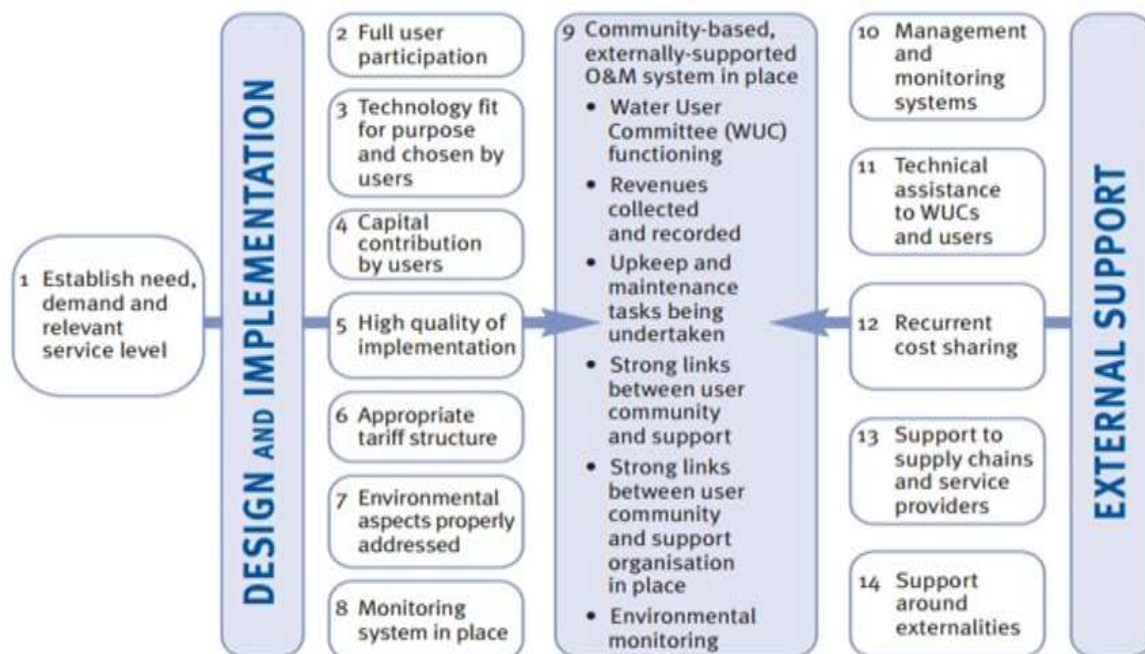 1 Establish need,
demand and
relevant
service level
DESIGN AND IMPLEMENTATION
2 Full user
participation
3 Technology fit
for purpose
and chosen by
users
4 Capital
contribution
by users
5 High quality of
implementation
6 Appropriate
tariff structure
7 Environmental
aspects properly
addressed
8 Monitoring
system in place
9 Community-based,
externally-supported
O&M system in place
• Water User
Committee (WUC)
functioning
• Revenues
collected
and recorded
• Upkeep and
maintenance
tasks being
undertaken
• Strong links
between user
community
and support
• Strong links
between user
community
and support
organisation
in place
• Environmental
monitoring
10 Management
and
monitoring
systems
11 Technical
assistance
to WUCs
and users
12 Recurrent
cost sharing
13 Support to
supply chains
and service
providers
14 Support
around
externalities
EXTERNAL SUPPORT